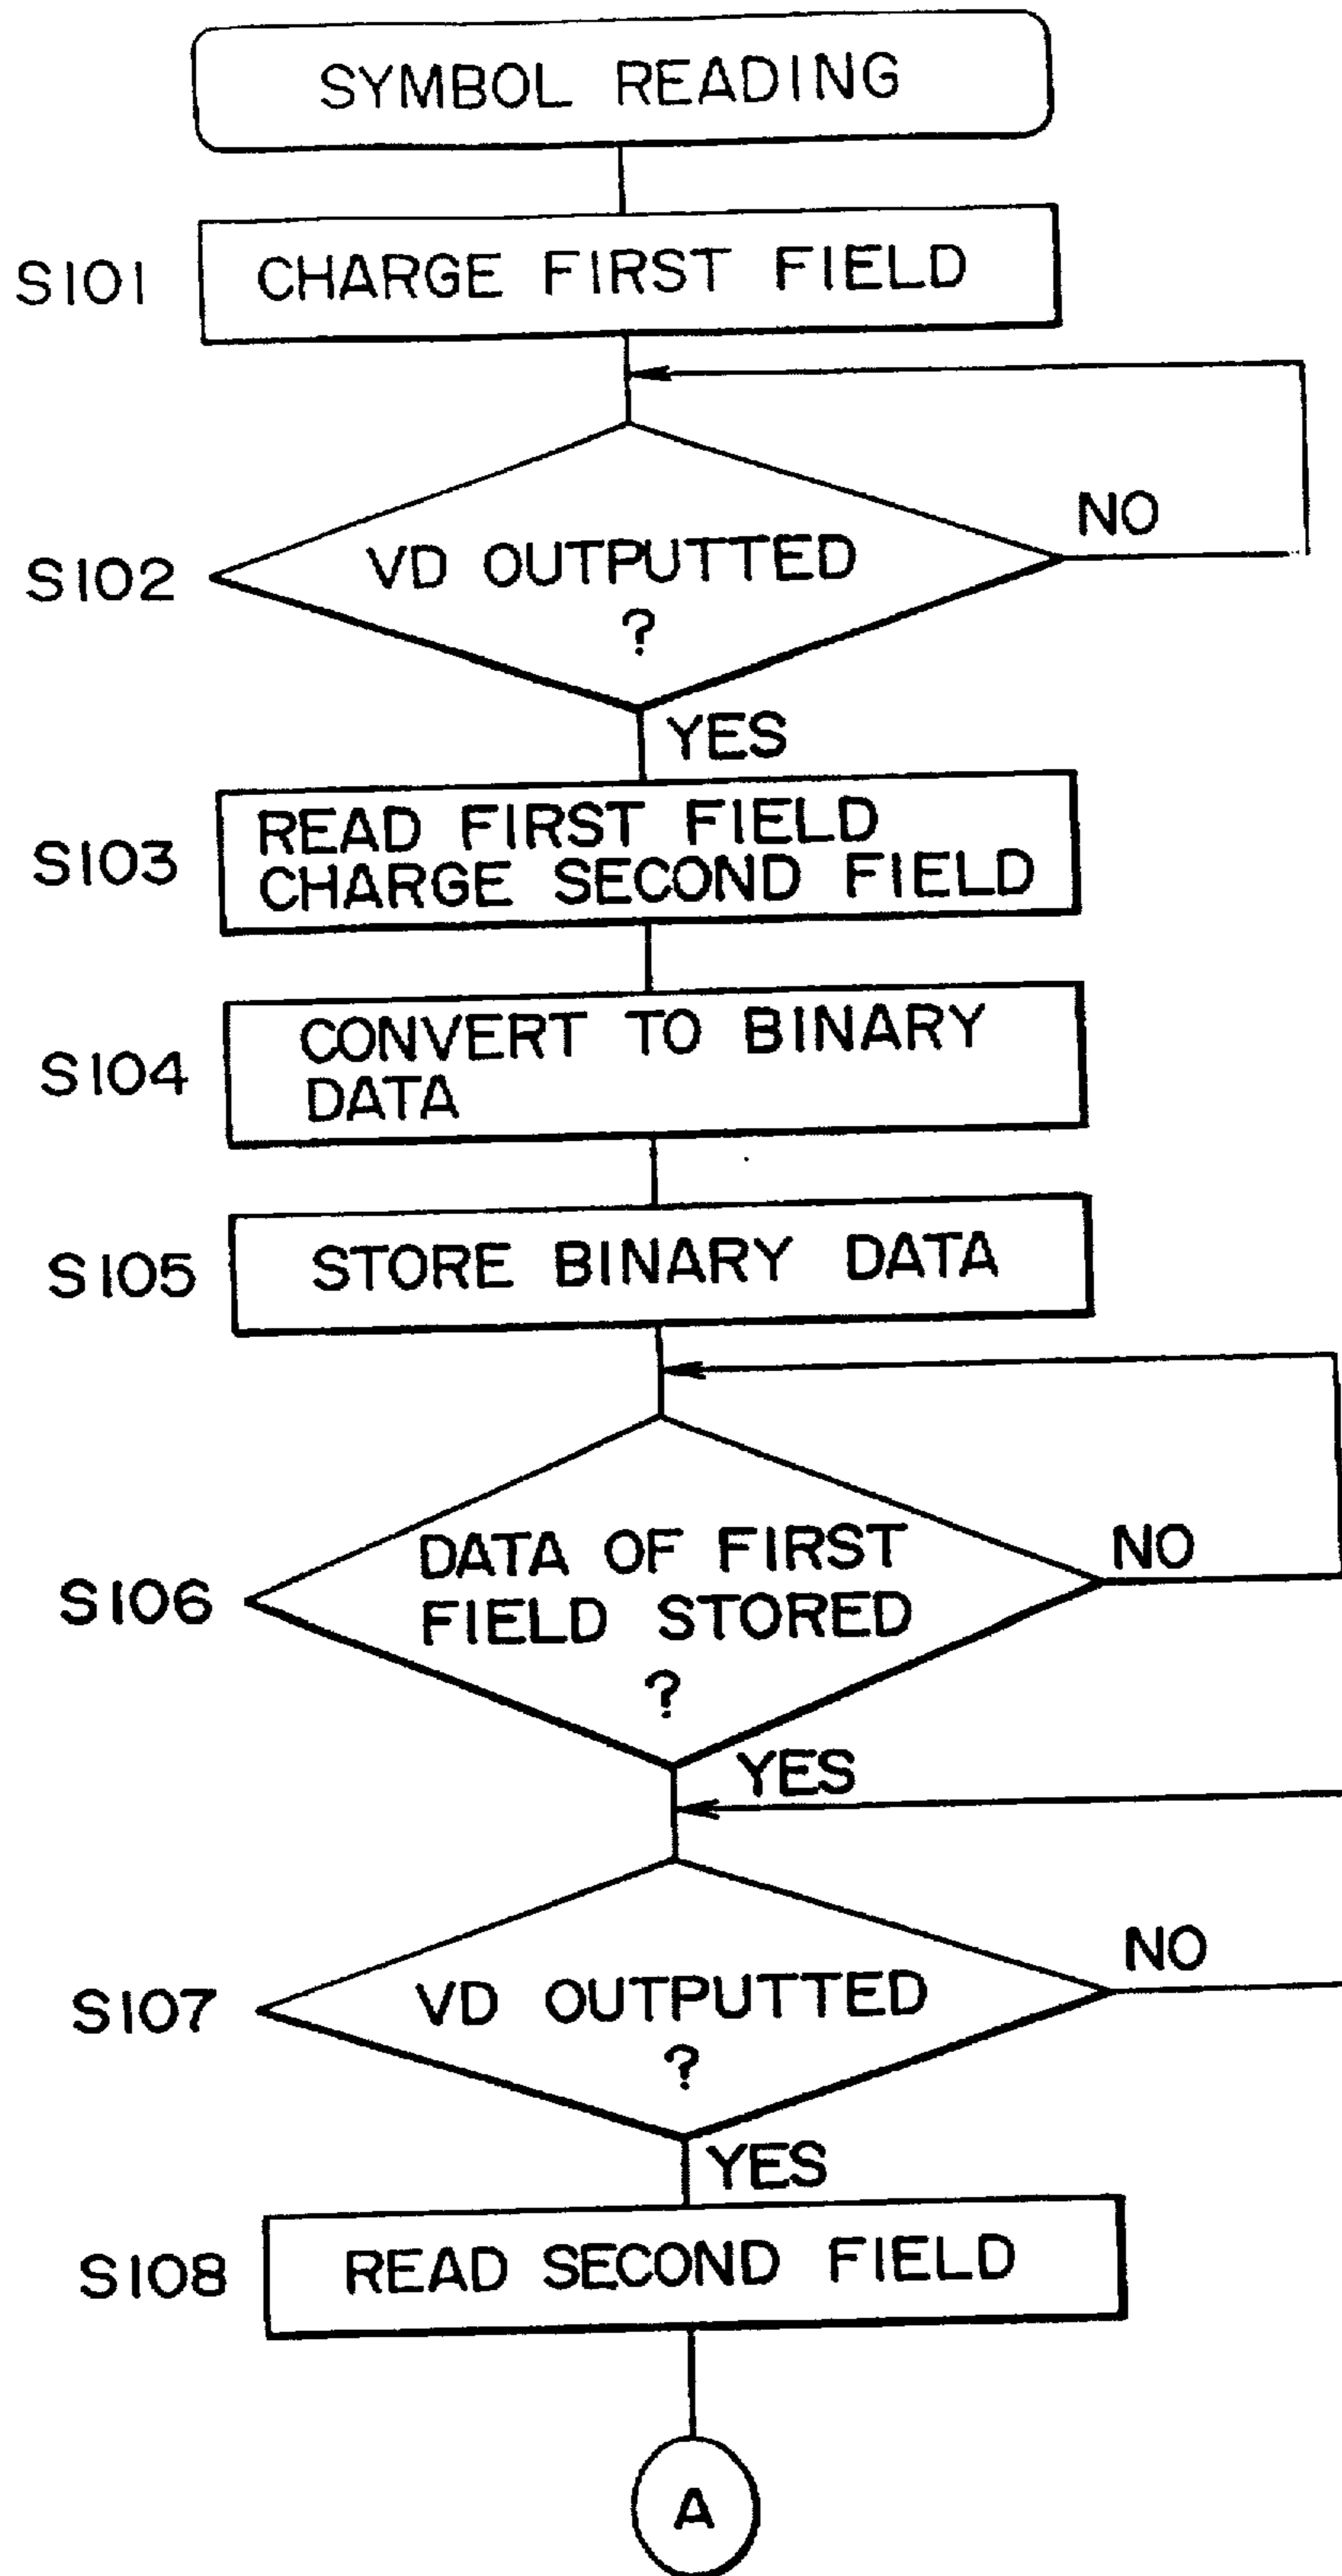 SYMBOL READING
S101
CHARGE FIRST FIELD
S102
VD OUTPUTTED
?
NO
YES
S103
READ FIRST FIELD
CHARGE SECOND FIELD
S104
CONVERT TO BINARY
DATA
S105
STORE BINARY DATA
S106
DATA OF FIRST
FIELD STORED
?
NO
YES
S107
VD OUTPUTTED
?
NO
YES
S108
READ SECOND FIELD
A